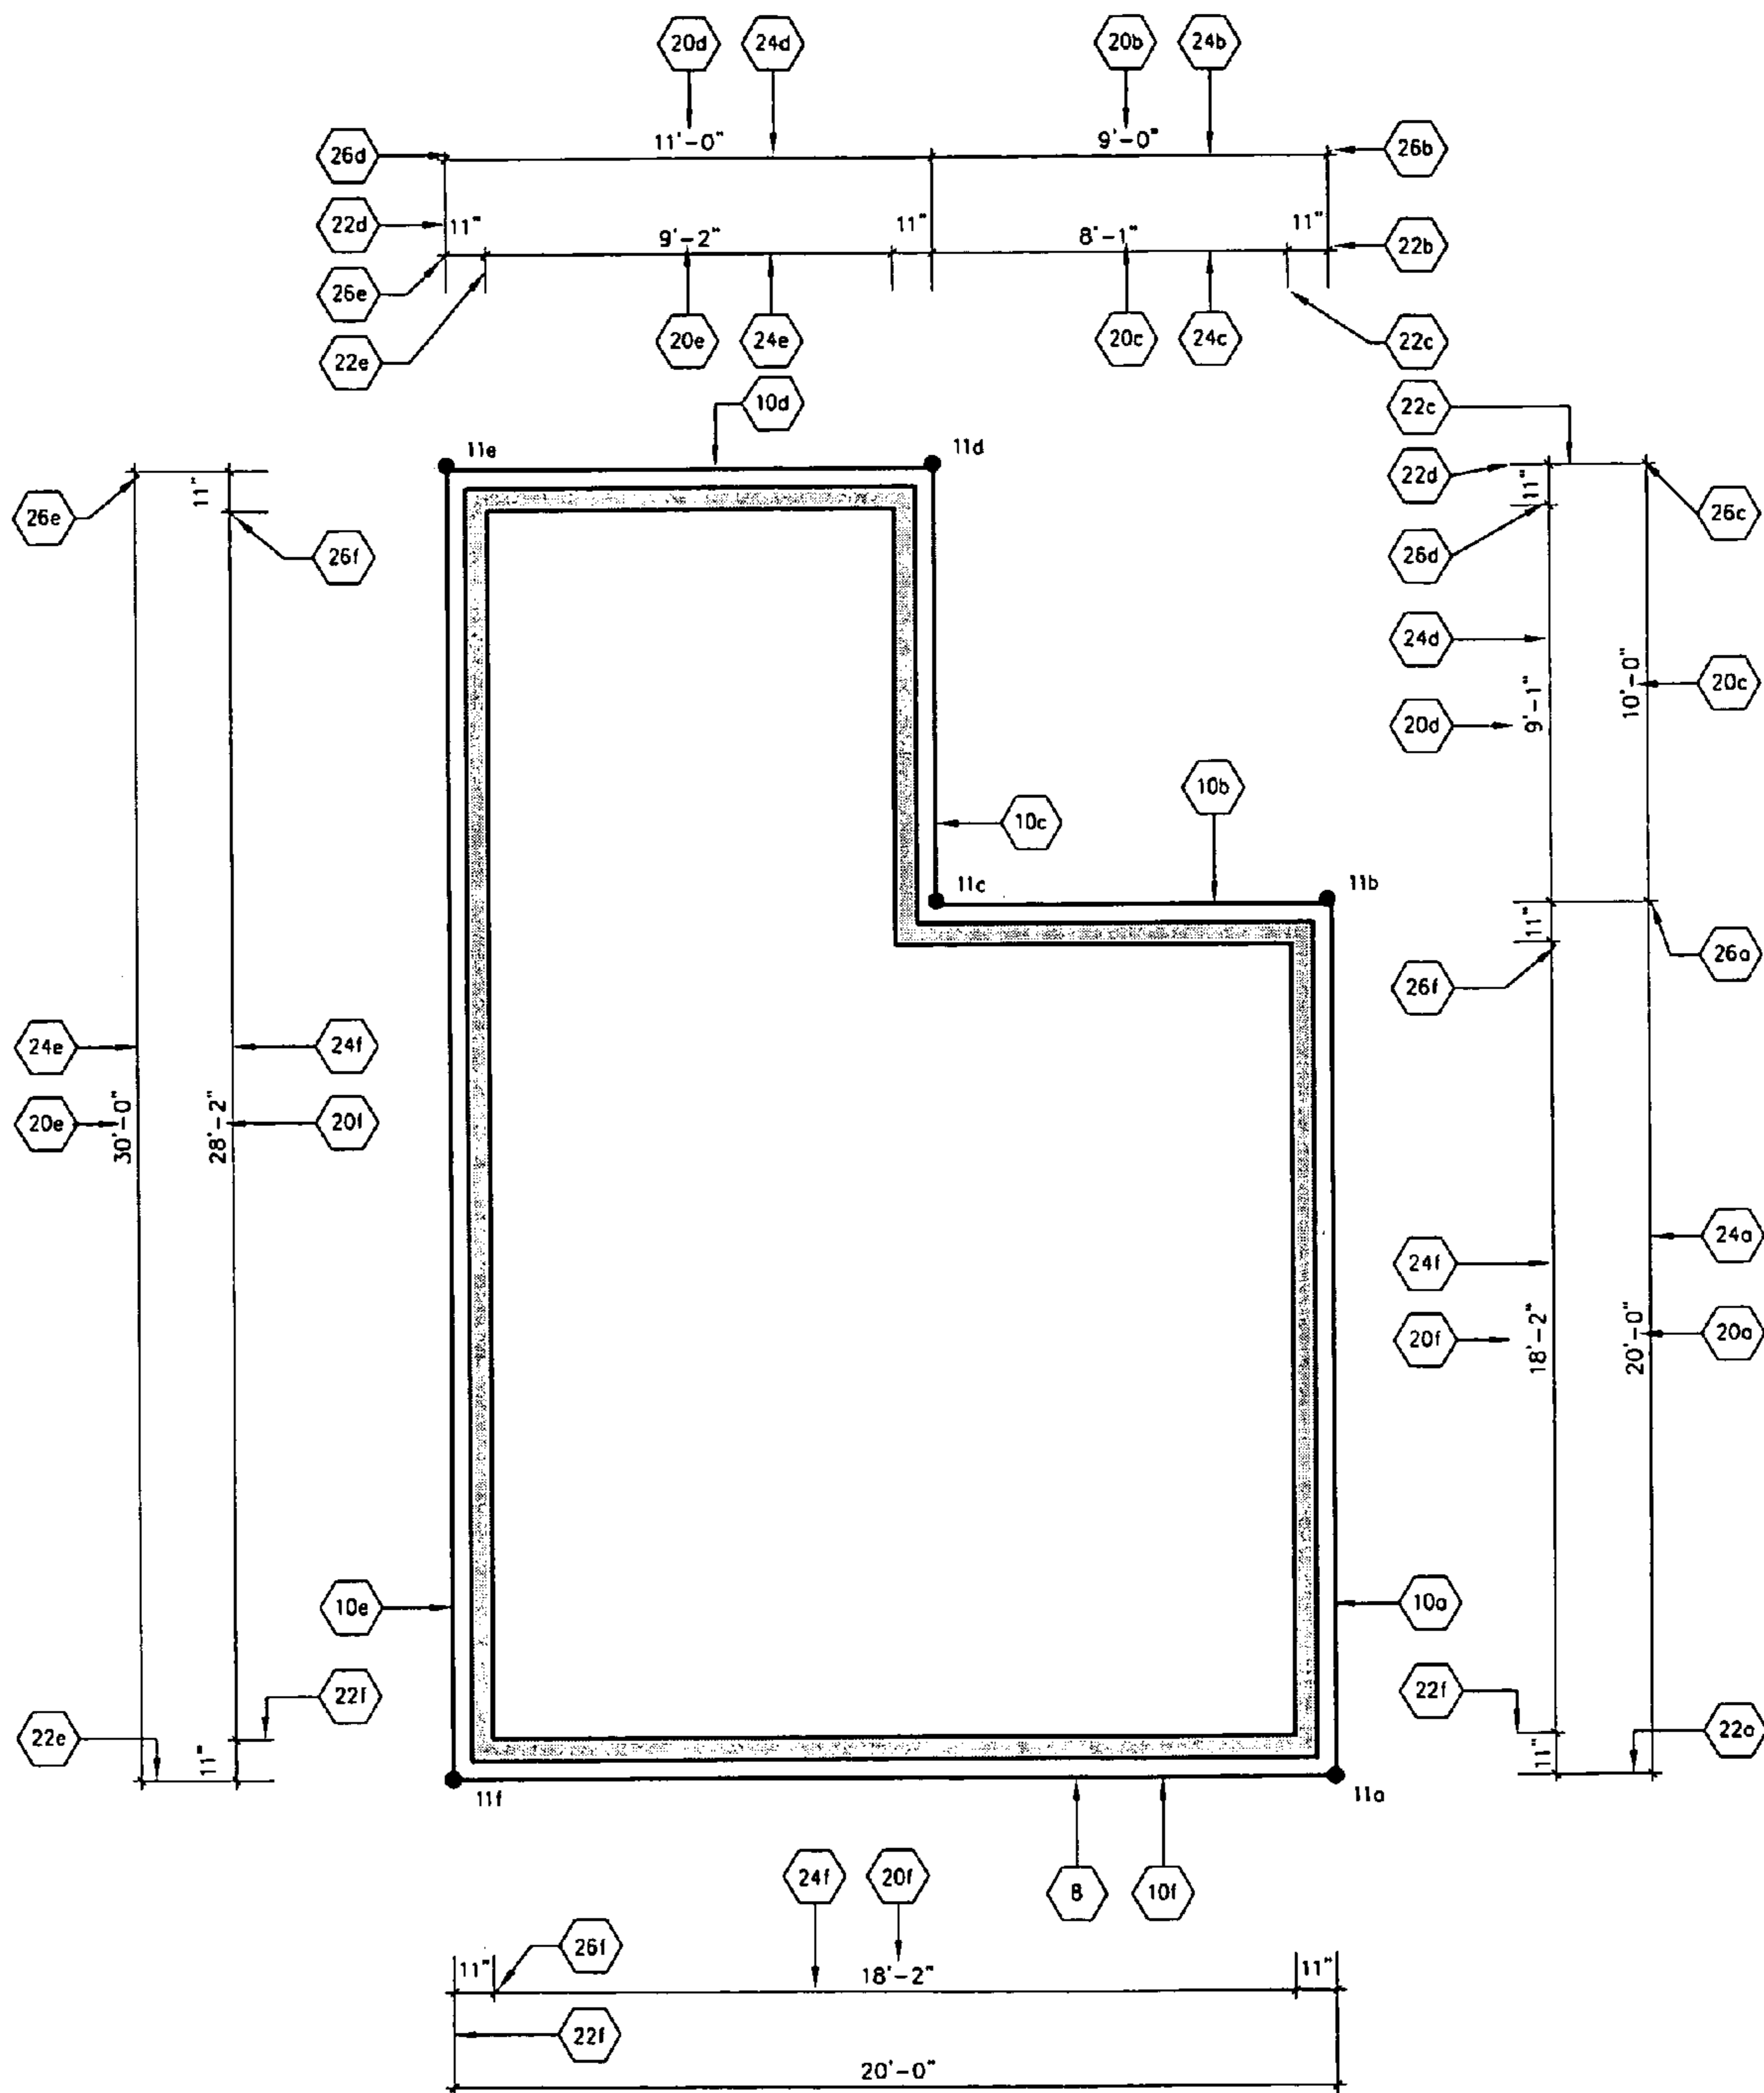 20d 24d 20b 24b
11'-0" 9'-0"
26d 26b
22d 11" 11" 11" 22b
9'-2" 8'-1"
26e
20e 24e 20c 24c
22e 22c
10d 22c
11e 11d
22d
11" 11"
26e 26c
26f 26d
24d
10'-0" 20c
9'-1"
20d
10b
10c
11c 11b
11"
26a
26f
24e 24f
20e 30'-0" 28'-2" 20f
24a
24f
20f 18'-2" 20'-0" 20a
10e 10a
22f 22f
22e 22a
11" 11"
11f 11a
24f 20f 8 10f
26f
11" 18'-2" 11"
22f
20'-0"